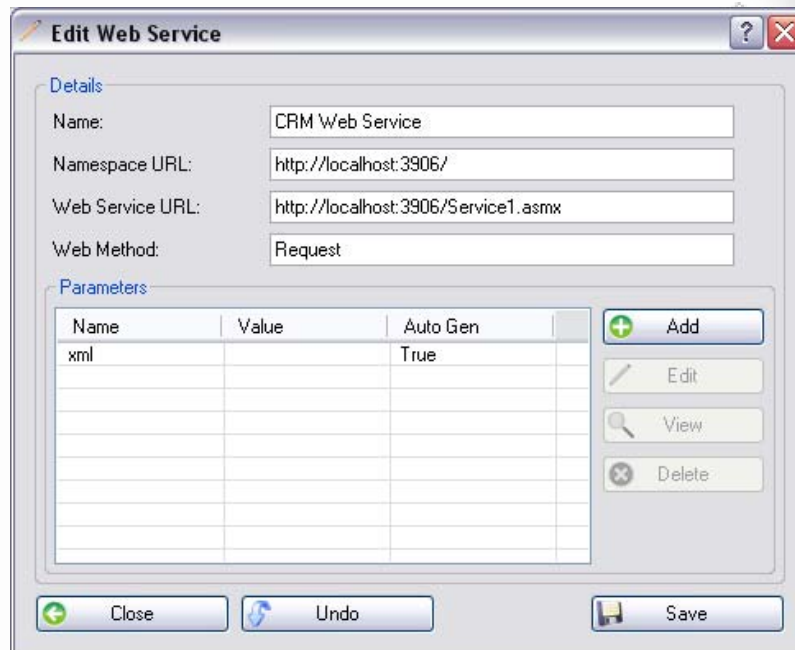 Edit Web Service
Details
Name: CRM Web Service
Namespace URL: http://localhost:3906/
Web Service URL: http://localhost:3906/Service1.asmx
Web Method: Request
Parameters
Name Value Auto Gen
xml True
Add
Edit
View
Delete
Close Undo Save